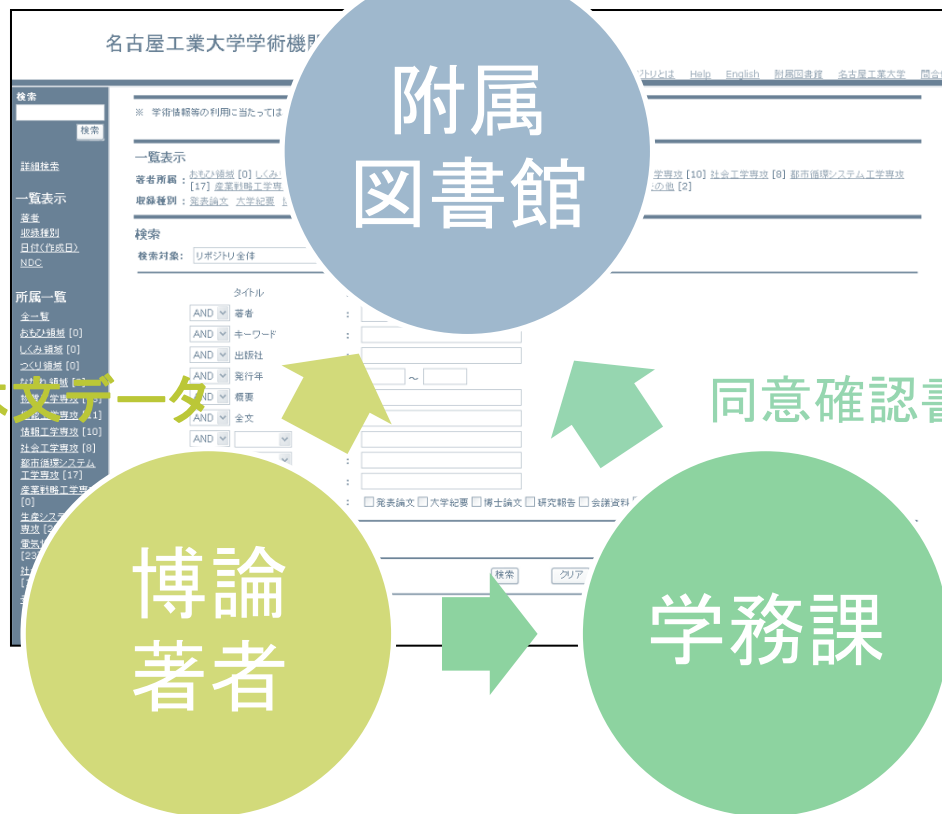 名古屋工業大学学術機関
Help English 附属図書館 名古屋工業大学
検索
検索
詳細検索
一覧表示
著者
収録種別
日付(作成日)
NDC
所属一覧
全一覧
おもひ領域 [0]
しくみ領域 [0]
つくり領域 [0]
情報工学専攻 [10]
社会工学専攻 [8]
都市循環システム
工学専攻 [17]
産業戦略工学専
[0]
※ 学術情報等の利用に当たっては
一覧表示
著者所属 : おもひ領域 [0] しくみ
学専攻 [10] 社会工学専攻 [8] 都市循環システム工学専攻
[17] 産業戦略工学専
の他 [2]
収録種別 : 発表論文 大学紀要
検索
検索対象: リポジトリ全体
タイトル
AND 著者 :
AND キーワード :
AND 出版社 :
AND 発行年 ~
AND 概要
AND 全文
AND
:
:
: 発表論文 大学紀要 博士論文 研究報告 会議資料
検索 クリア
附属
図書館
文データ
同意確認書
博論
著者
学務課